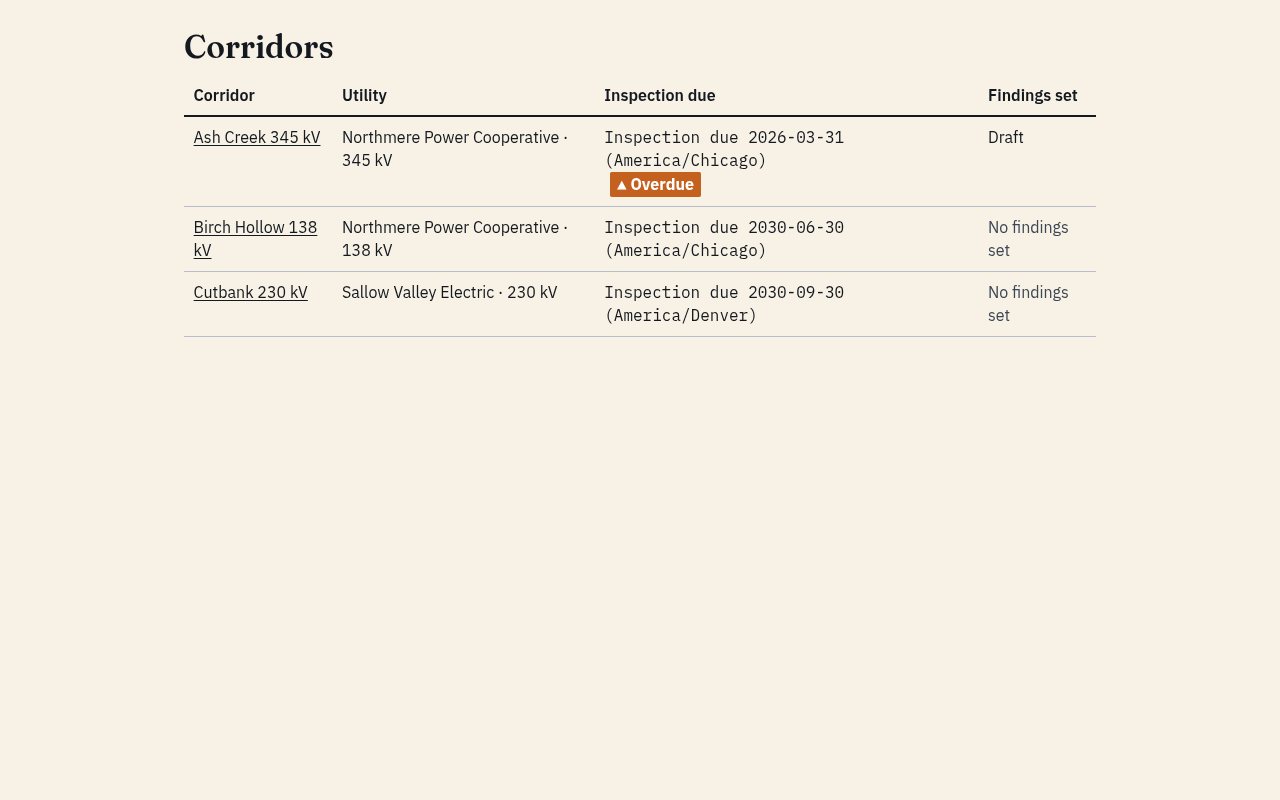 Corridors
Corridor Utility Inspection due Findings set
Ash Creek 345 kV Northmere Power Cooperative · Inspection due 2026-03-31 Draft
345 kV (America/Chicago)
▲ Overdue
Birch Hollow 138 Northmere Power Cooperative · Inspection due 2030-06-30 No findings
kV 138 kV (America/Chicago) set
Cutbank 230 kV Sallow Valley Electric · 230 kV Inspection due 2030-09-30 No findings
(America/Denver) set